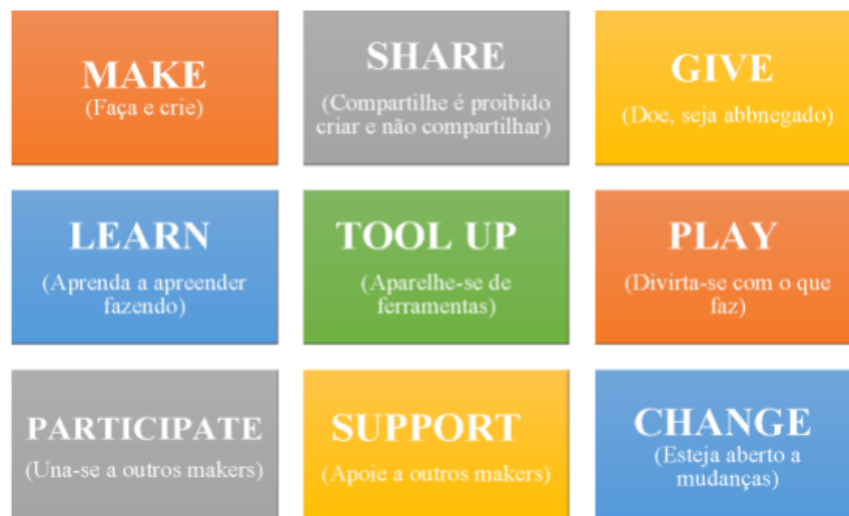 MAKE
(Faça e crie)
SHARE
(Compartilhe é proibido
criar e não compartilhar)
GIVE
(Doe, seja abbnegado)
LEARN
(Aprenda a apreender
fazendo)
TOOL UP
(Aparelhe-se de
ferramentas)
PLAY
(Divirta-se com o que
faz)
PARTICIPATE
(Una-se a outros makers)
SUPPORT
(Apoie a outros makers)
CHANGE
(Esteja aberto a
mudanças)